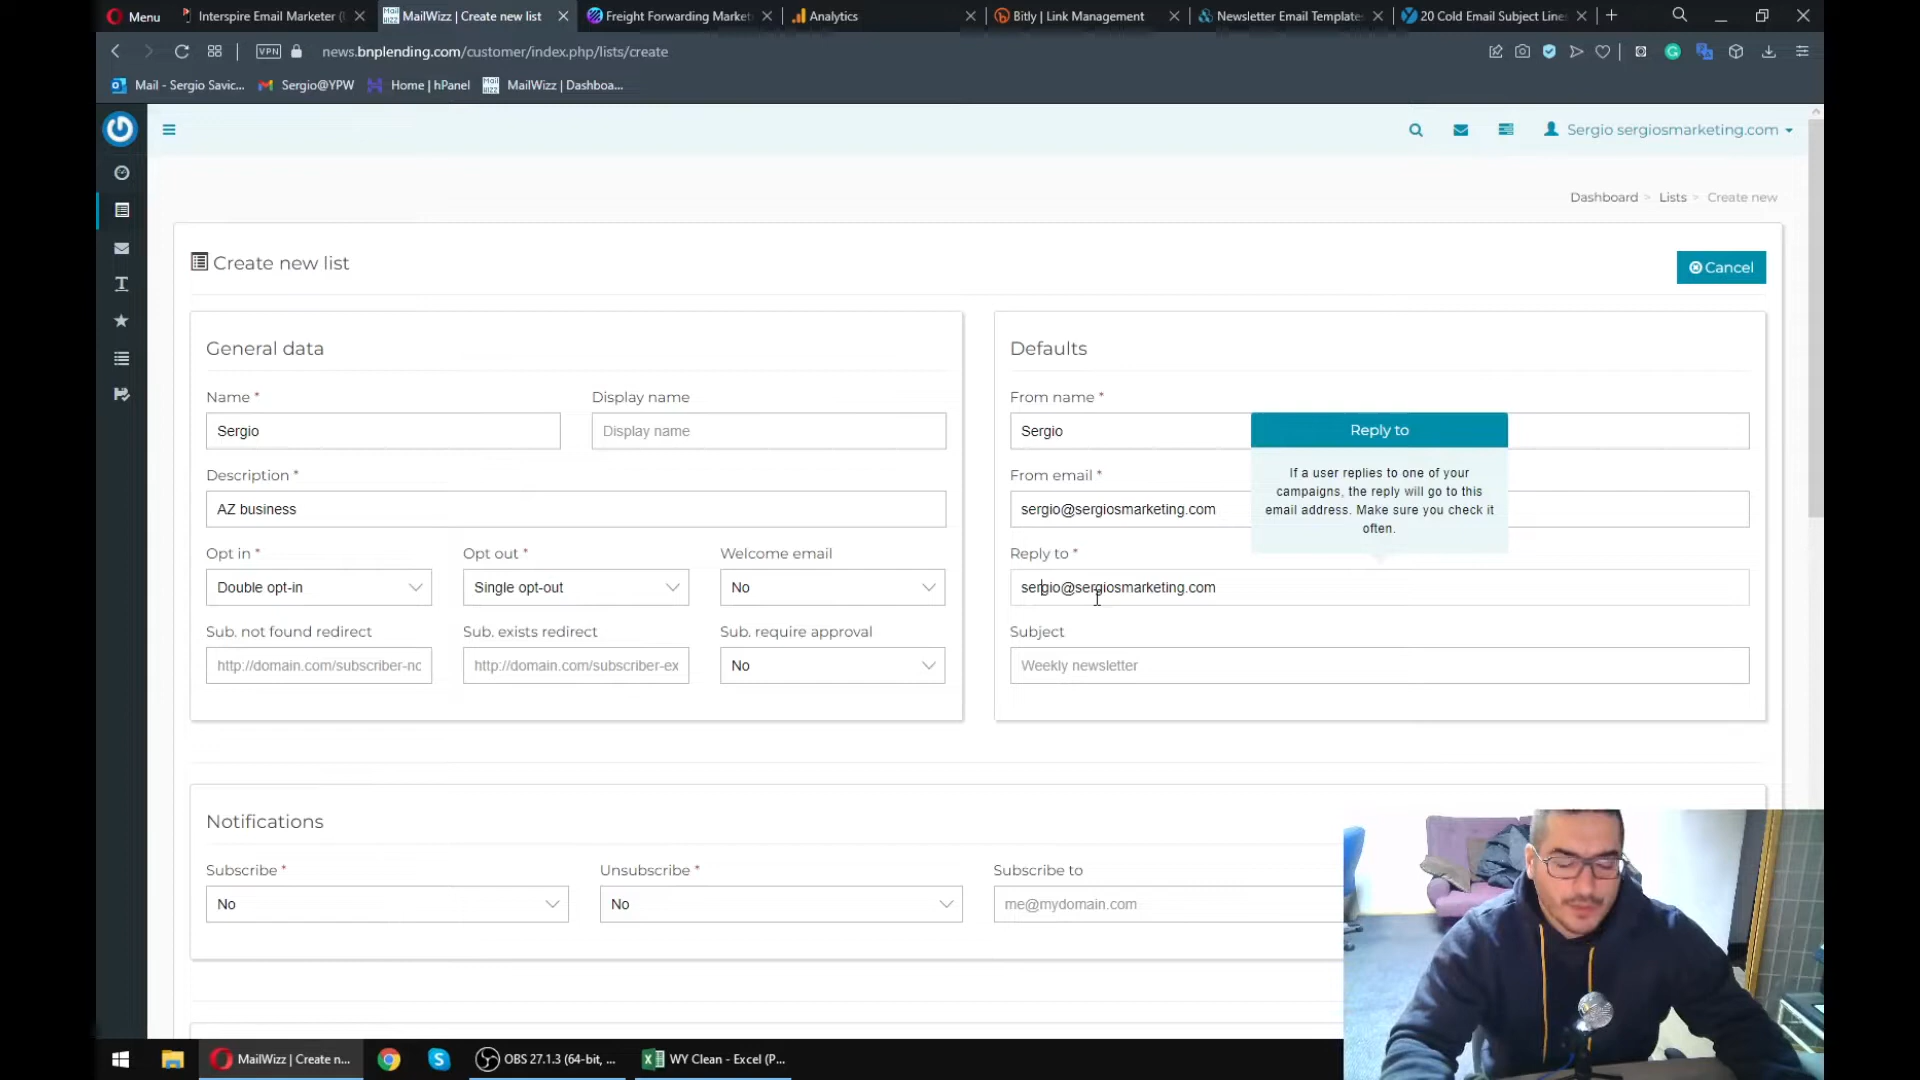 Menu
Interspire Email Marketer (
MailWizz | Create new list
Freight Forwarding Market
Analytics
Bitly | Link Management
Newsletter Email Template
20 Cold Email Subject Line
VPN
news.bnplending.com/customer/index.php/lists/create
Mail - Sergio Savic...
Sergio@YPW
Home | hPanel
MailWizz | Dashboa...
Sergio sergiosmarketing.com
Dashboard > Lists > Create new
Create new list
Cancel
General data
Name *
Display name
Sergio
Display name
Description *
AZ business
Opt in *
Opt out *
Welcome email
Double opt-in
Single opt-out
No
Sub. not found redirect
Sub. exists redirect
Sub. require approval
http://domain.com/subscriber-nc
http://domain.com/subscriber-ex
No
Defaults
From name *
Sergio
From email *
sergio@sergiosmarketing.com
Reply to
If a user replies to one of your
campaigns, the reply will go to this
email address. Make sure you check it
often.
Reply to *
sergio@sergiosmarketing.com
Subject
Weekly newsletter
Notifications
Subscribe *
Unsubscribe *
Subscribe to
No
No
me@mydomain.com
MailWizz | Create n...
OBS 27.1.3 (64-bit, ...
WY Clean - Excel (P...